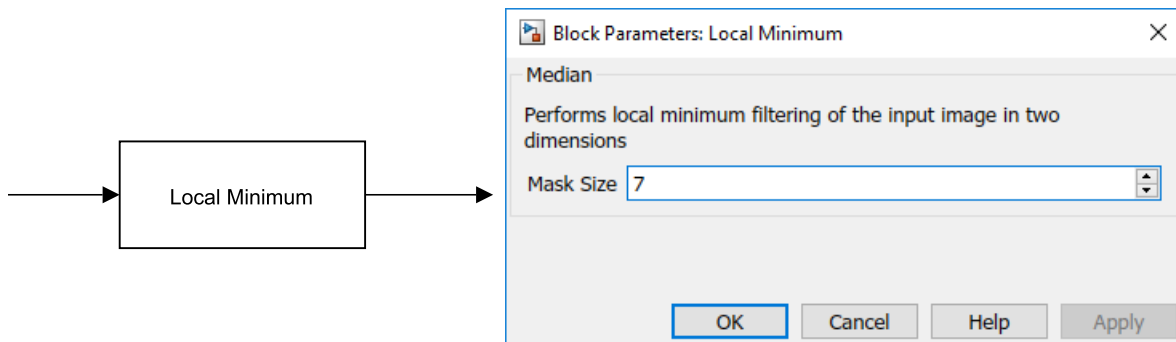 Local Minimum
Block Parameters: Local Minimum
Median
Performs local minimum filtering of the input image in two
dimensions
Mask Size 7
OK Cancel Help Apply